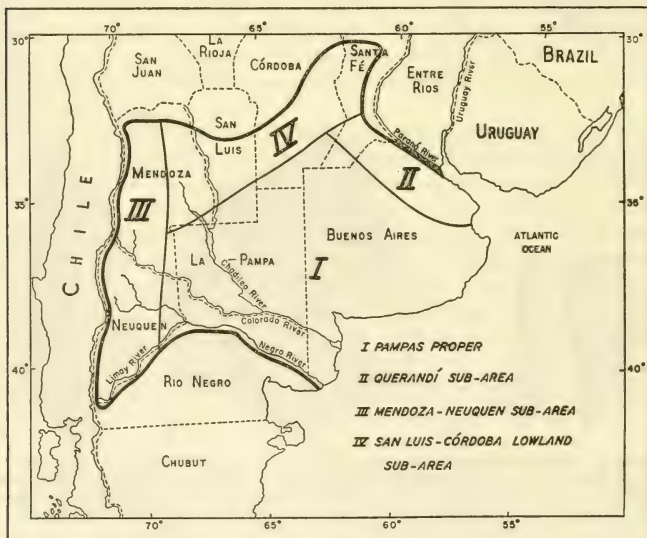 70° 65° 60° 55°
30° 30°
LA
RIOJA
SAN
JUAN
CÓRDOBA
SANTA
FÉ
ENTRE
RIOS
BRAZIL
Uruguay River
URUGUAY
SAN
LUIS
IV
Paraná River
MENDOZA
II
CHILE
III
35° 35°
BUENOS AIRES
ATLANTIC
OCEAN
LA PAMPA
I
Chadileo River
Colorado River
NEUQUEN
Limay River
Negro River
40° 40°
RIO NEGRO
CHUBUT
I PAMPAS PROPER
II QUERANDÍ SUB-AREA
III MENDOZA-NEUQUEN SUB-AREA
IV SAN LUIS-CÓRDOBA LOWLAND
SUB-AREA
70° 65° 60° 55°